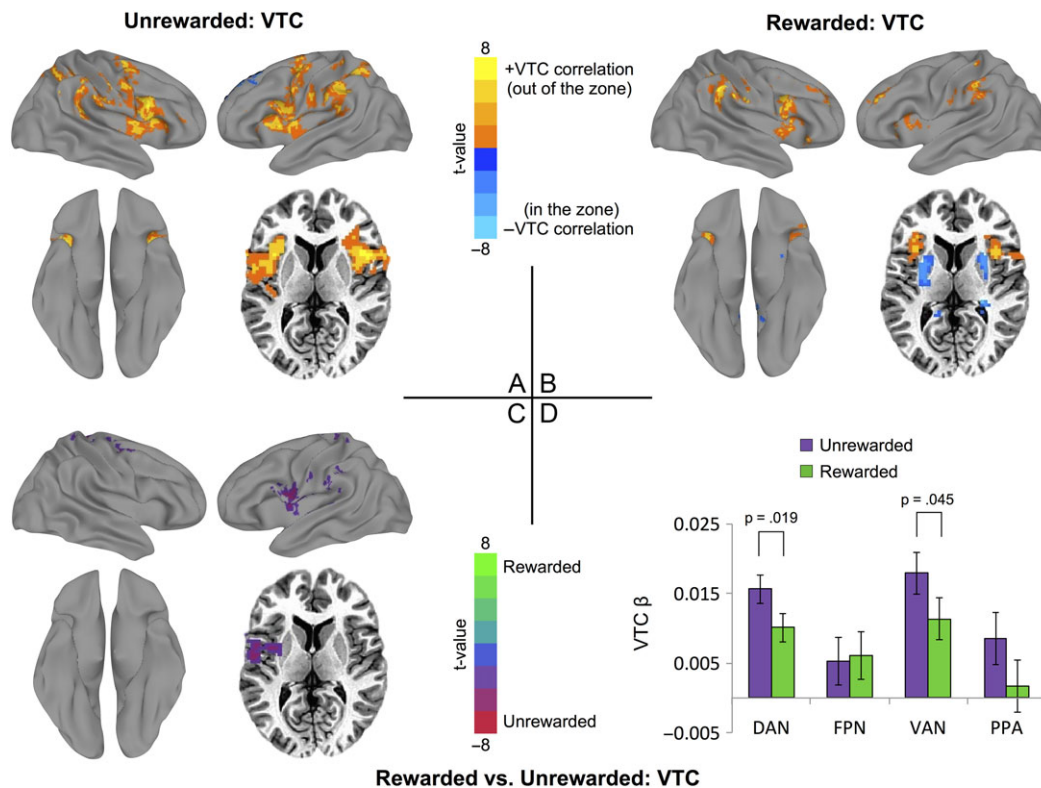 Unrewarded: VTC
Rewarded: VTC
8
+VTC correlation
(out of the zone)
t-value
(in the zone)
–VTC correlation
–8
A B
C D
8
Rewarded
t-value
Unrewarded
–8
Unrewarded
Rewarded
p = .019
p = .045
0.025
0.015
0.005
–0.005
VTC β
DAN FPN VAN PPA
Rewarded vs. Unrewarded: VTC